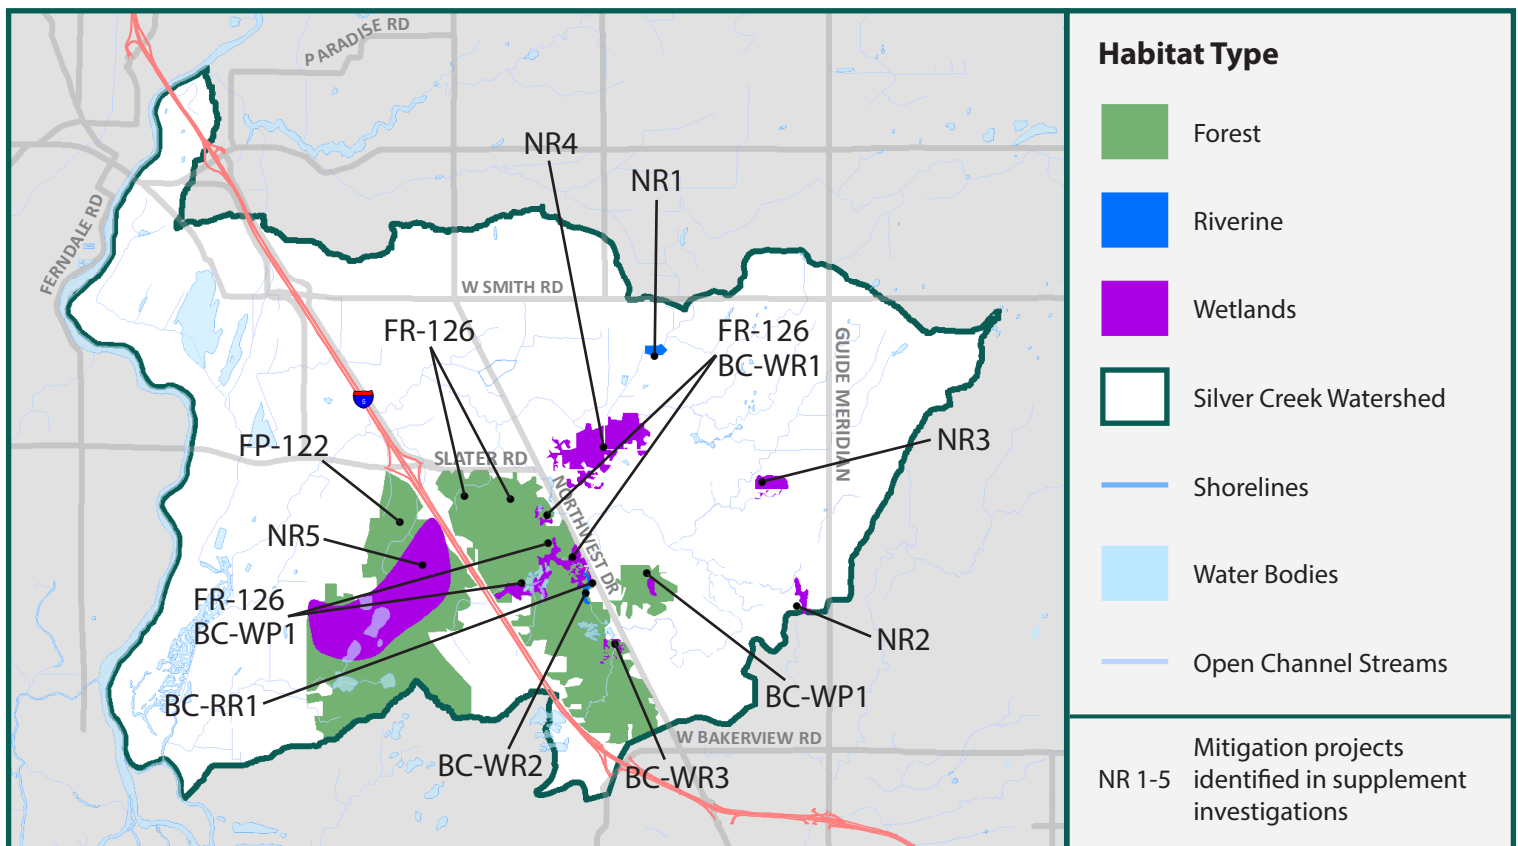 PARADISE RD
NR4
NR1
FERNDALE RD
W SMITH RD
FR-126
FR-126
BC-WR1
GUIDE MERIDIAN
5
FP-122
SLATER RD
NR3
NORTHWEST DR
NR5
FR-126
BC-WP1
NR2
BC-RR1
BC-WP1
W BAKERVIEW RD
BC-WR2
BC-WR3
Habitat Type
Forest
Riverine
Wetlands
Silver Creek Watershed
Shorelines
Water Bodies
Open Channel Streams
NR 1-5
Mitigation projects
identified in supplement
investigations